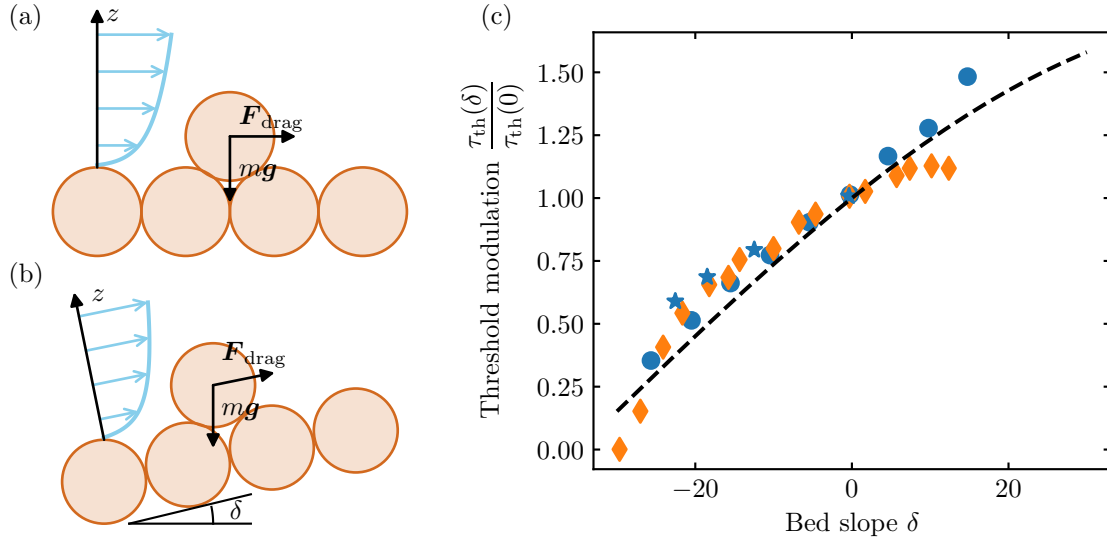 (a)
z
F_drag
mg
(b)
z
F_drag
mg
δ
(c)
Threshold modulation τ_th(δ)/τ_th(0)
1.50
1.25
1.00
0.75
0.50
0.25
0.00
−20 0 20
Bed slope δ